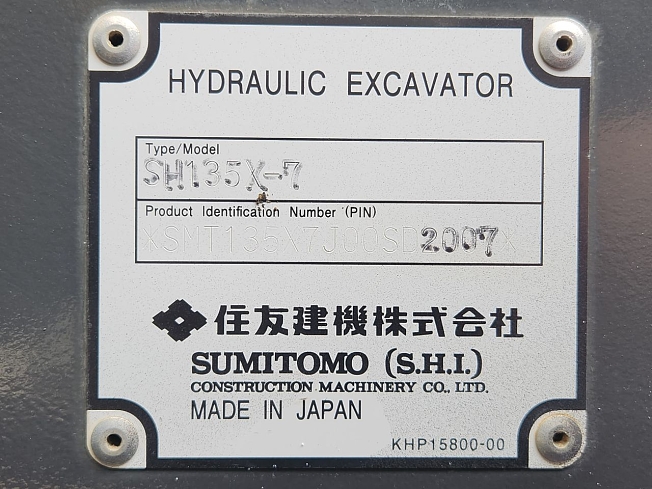 HYDRAULIC EXCAVATOR
Type/Model
SH135X-7
Product Identification Number (PIN)
2007
住友建機株式会社
SUMITOMO (S.H.I.)
CONSTRUCTION MACHINERY CO., LTD.
MADE IN JAPAN
KHP15800-00